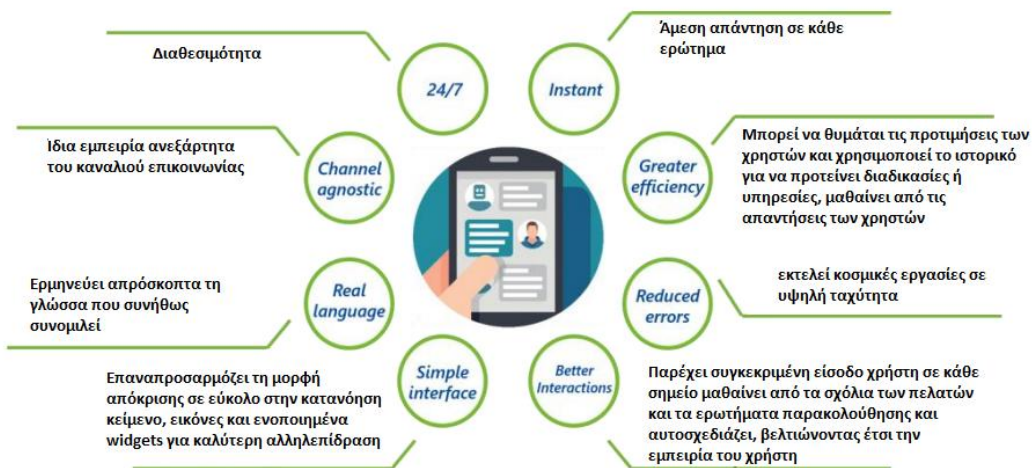 Διαθεσιμότητα
24/7
Instant
Άμεση απάντηση σε κάθε
ερώτημα
Ίδια εμπειρία ανεξάρτητα
του καναλιού επικοινωνίας
Channel
agnostic
Greater
efficiency
Μπορεί να θυμάται τις προτιμήσεις των
χρηστών και χρησιμοποιεί το ιστορικό
για να προτείνει διαδικασίες ή
υπηρεσίες, μαθαίνει από τις
απαντήσεις των χρηστών
Ερμηνεύει απρόσκοπτα τη
γλώσσα που συνήθως
συνομιλεί
Real
language
Reduced
errors
εκτελεί κοσμικές εργασίες σε
υψηλή ταχύτητα
Επαναπροσαρμόζει τη μορφή
απόκρισης σε εύκολο στην κατανόηση
κείμενο, εικόνες και ενοποιημένα
widgets για καλύτερη αλληλεπίδραση
Simple
interface
Better
Interactions
Παρέχει συγκεκριμένη είσοδο χρήστη σε κάθε
σημείο μαθαίνει από τα σχόλια των πελατών
και τα ερωτήματα παρακολούθησης και
αυτοσχεδιάζει, βελτιώνοντας έτσι την
εμπειρία του χρήστη